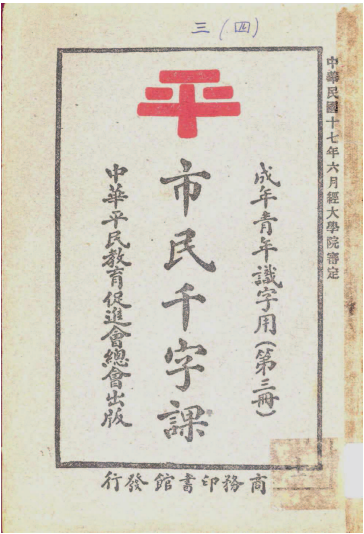 三（四）
中華民國十七年六月經大學院審定
平
成年青年識字用（第三冊）
市民千字課
中華平民教育促進會總會出版
商務印書館發行